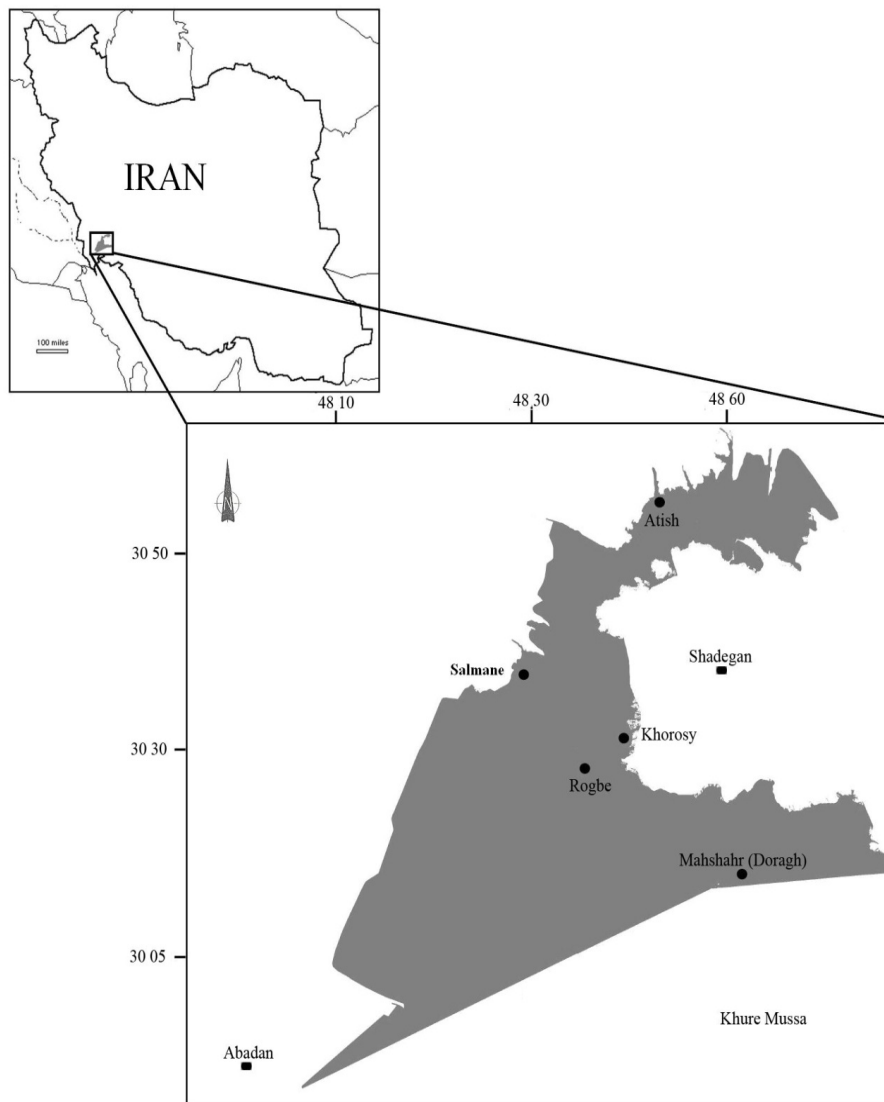 IRAN
100 miles
48 10
48 30
48 60
N
Atish
30 50
Shadegan
Salmane
Khorosy
30 30
Rogbe
Mahshahr (Doragh)
30 05
Khure Mussa
Abadan